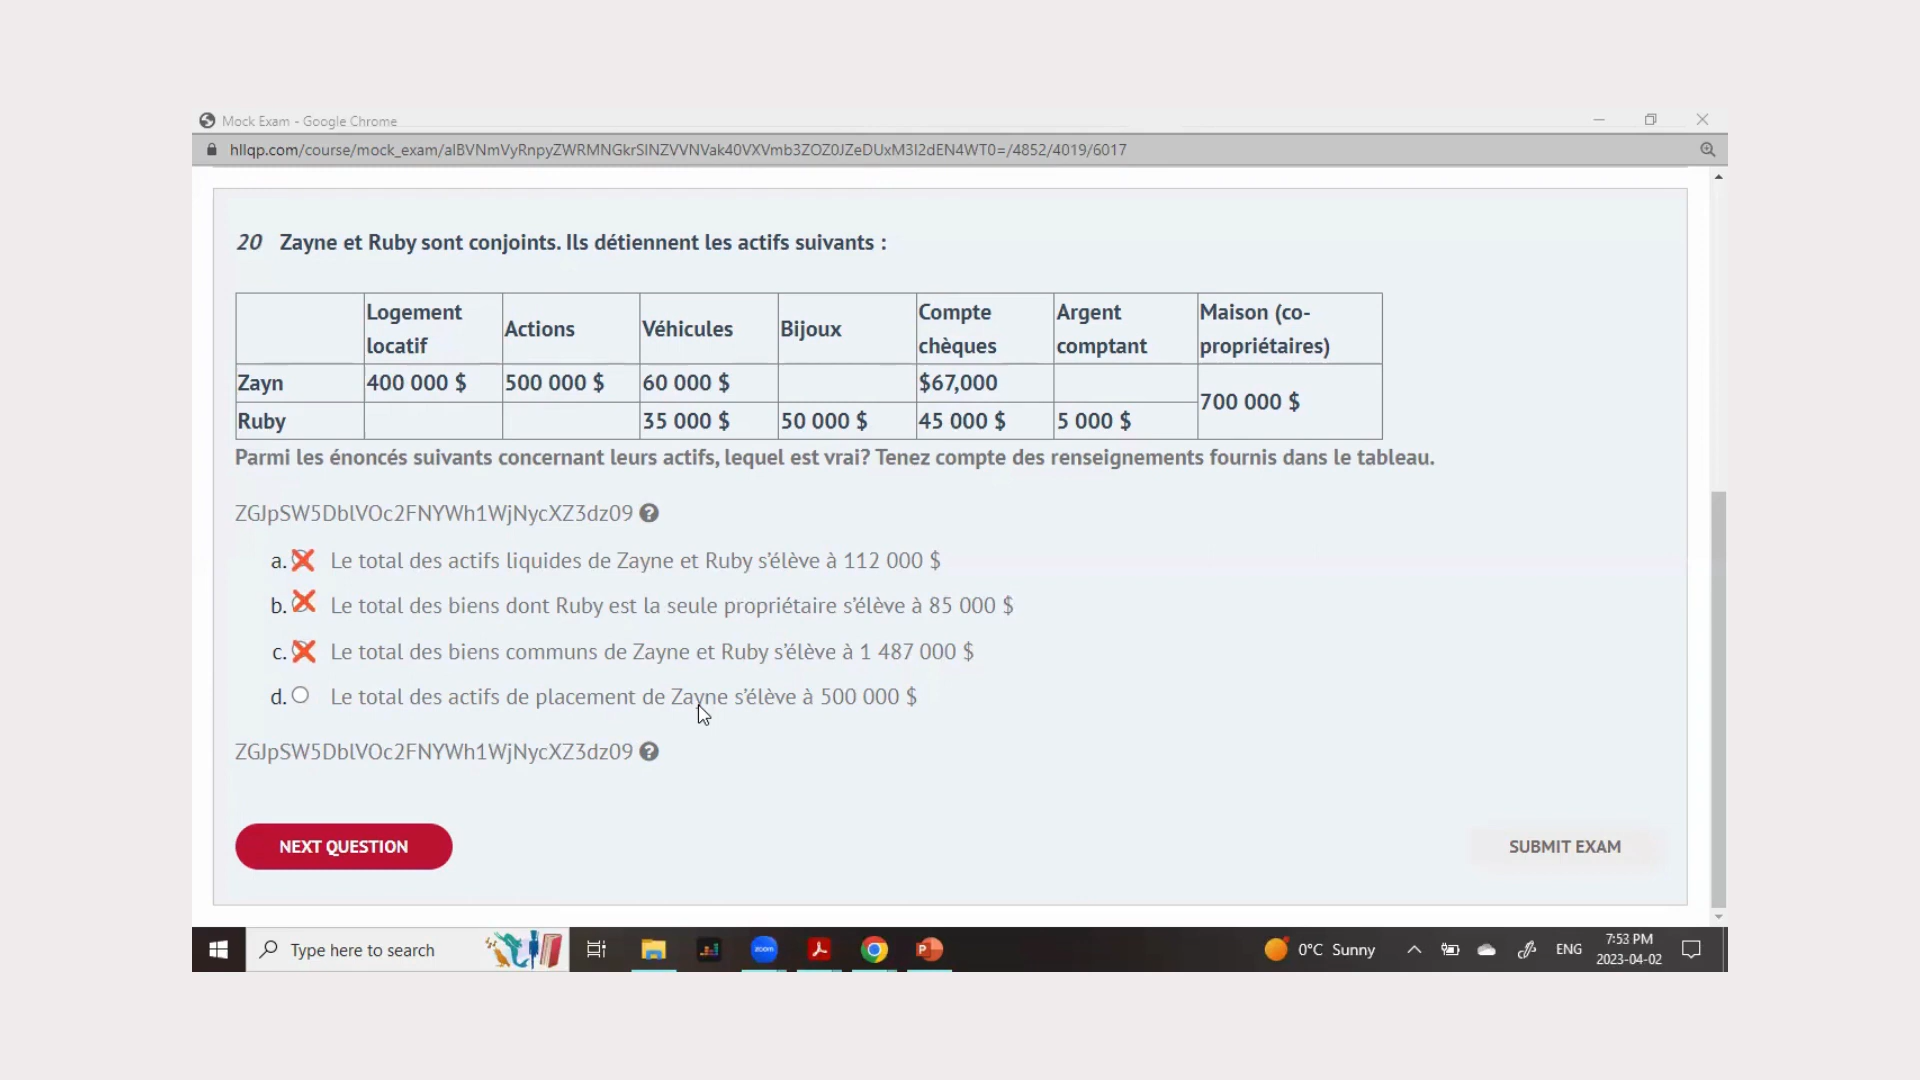 Mock Exam - Google Chrome
hllqp.com/course/mock_exam/alBVNmVyRnpyZWRMNGkrSlNZVVNVak40VXVmb3ZOZ0JZeDUxM3I2dEN4WT0=/4852/4019/6017
20 Zayne et Ruby sont conjoints. Ils détiennent les actifs suivants :
Logement locatif Actions Véhicules Bijoux Compte chèques Argent comptant Maison (co-propriétaires)
Zayn 400 000 $ 500 000 $ 60 000 $ $67,000 700 000 $
Ruby 35 000 $ 50 000 $ 45 000 $ 5 000 $
Parmi les énoncés suivants concernant leurs actifs, lequel est vrai? Tenez compte des renseignements fournis dans le tableau.
ZGJpSW5DblVOc2FNYWh1WjNycXZ3dz09
a. Le total des actifs liquides de Zayne et Ruby s'élève à 112 000 $
b. Le total des biens dont Ruby est la seule propriétaire s'élève à 85 000 $
c. Le total des biens communs de Zayne et Ruby s'élève à 1 487 000 $
d. Le total des actifs de placement de Zayne s'élève à 500 000 $
ZGJpSW5DblVOc2FNYWh1WjNycXZ3dz09
NEXT QUESTION
SUBMIT EXAM
Type here to search
zoom
0°C Sunny
ENG
7:53 PM
2023-04-02